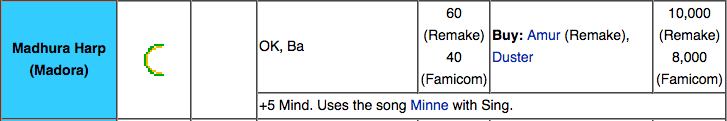 Madhura Harp
(Madora)
OK, Ba
60
(Remake)
40
(Famicom)
Buy: Amur (Remake),
Duster
10,000
(Remake)
8,000
(Famicom)
+5 Mind. Uses the song Minne with Sing.